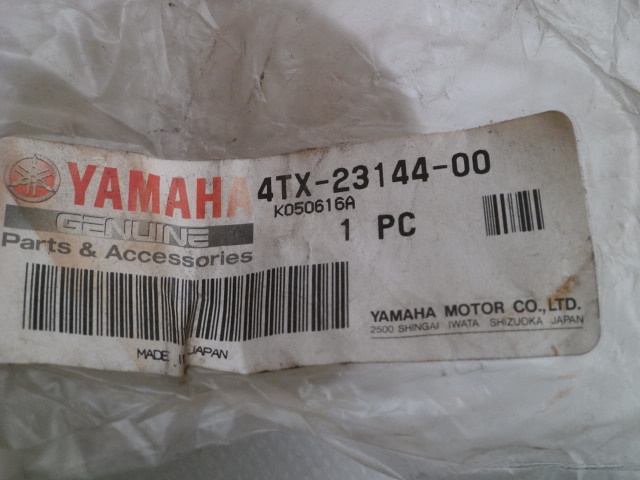 YAMAHA
GENUINE
Parts & Accessories
4TX-23144-00
K050616A
1 PC
YAMAHA MOTOR CO.,LTD.
2500 SHINGAI IWATA SHIZUOKA JAPAN
MADE IN JAPAN